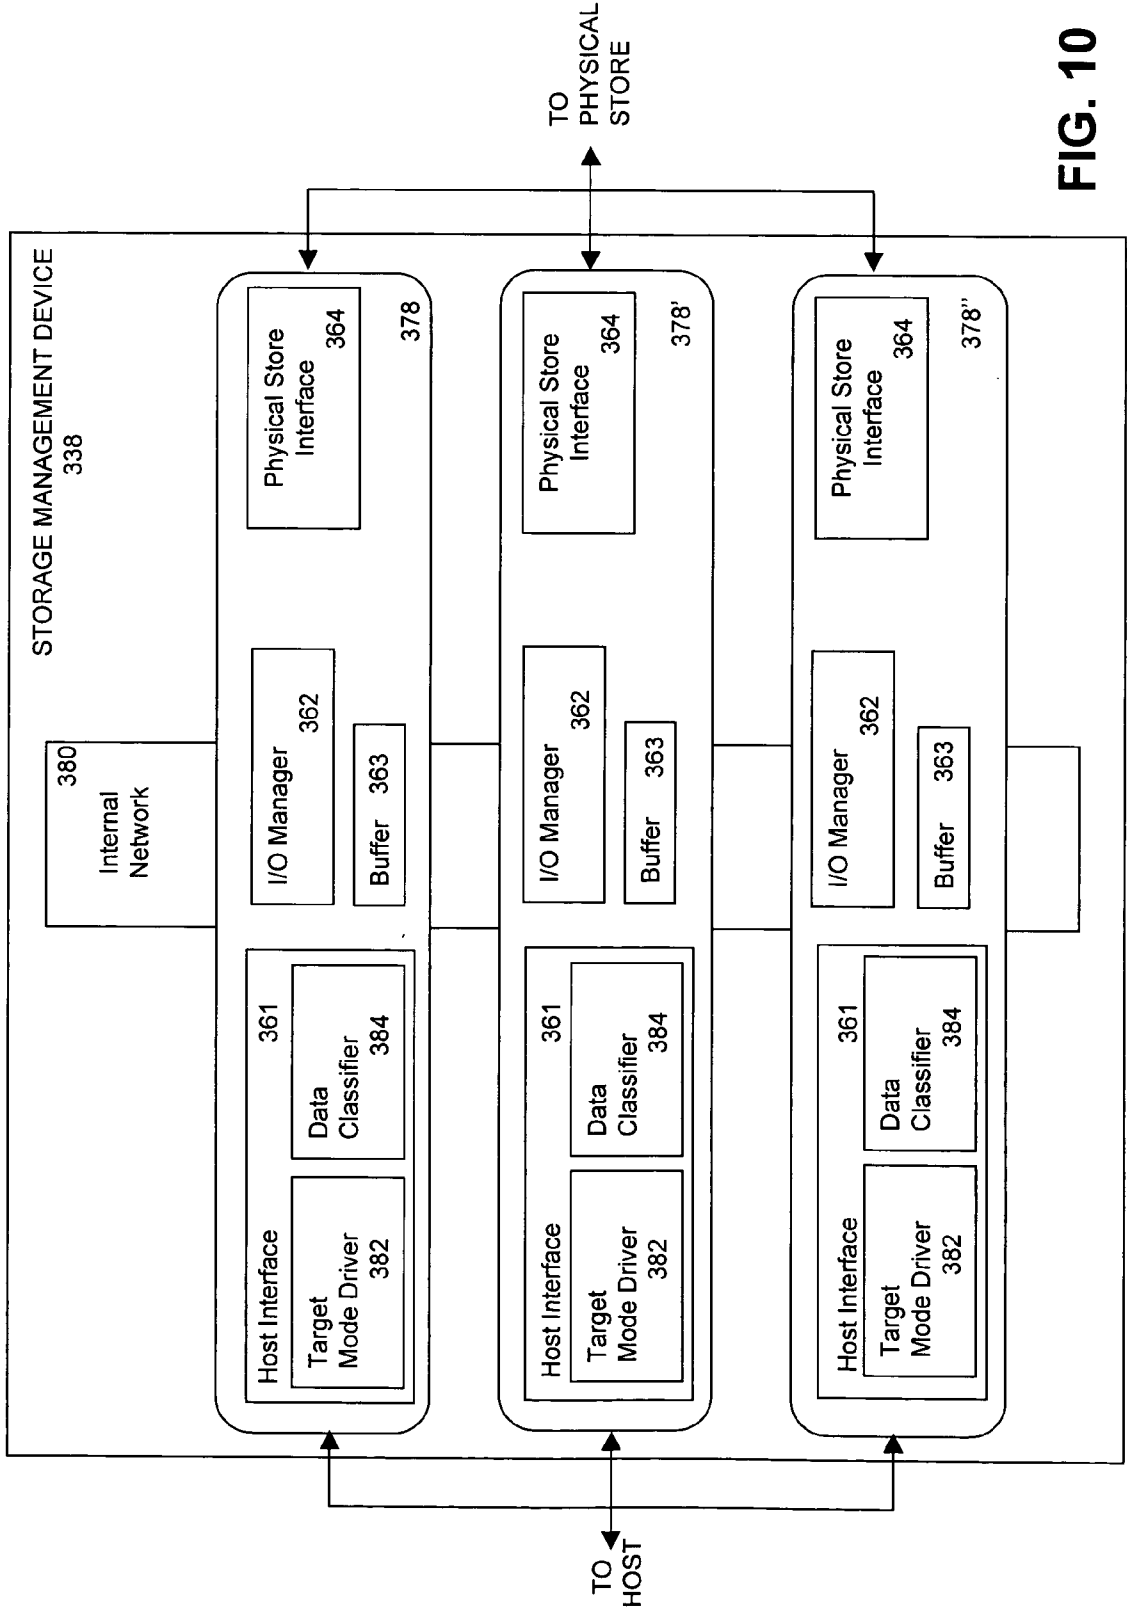 STORAGE MANAGEMENT DEVICE
338
380
Internal
Network
Host Interface
361
Target
Mode Driver
382
Data
Classifier
384
I/O Manager
362
Buffer 363
Physical Store
Interface
364
378
Host Interface
361
Target
Mode Driver
382
Data
Classifier
384
I/O Manager
362
Buffer 363
Physical Store
Interface
364
378'
Host Interface
361
Target
Mode Driver
382
Data
Classifier
384
I/O Manager
362
Buffer 363
Physical Store
Interface
364
378"
TO
HOST
TO
PHYSICAL
STORE
FIG. 10